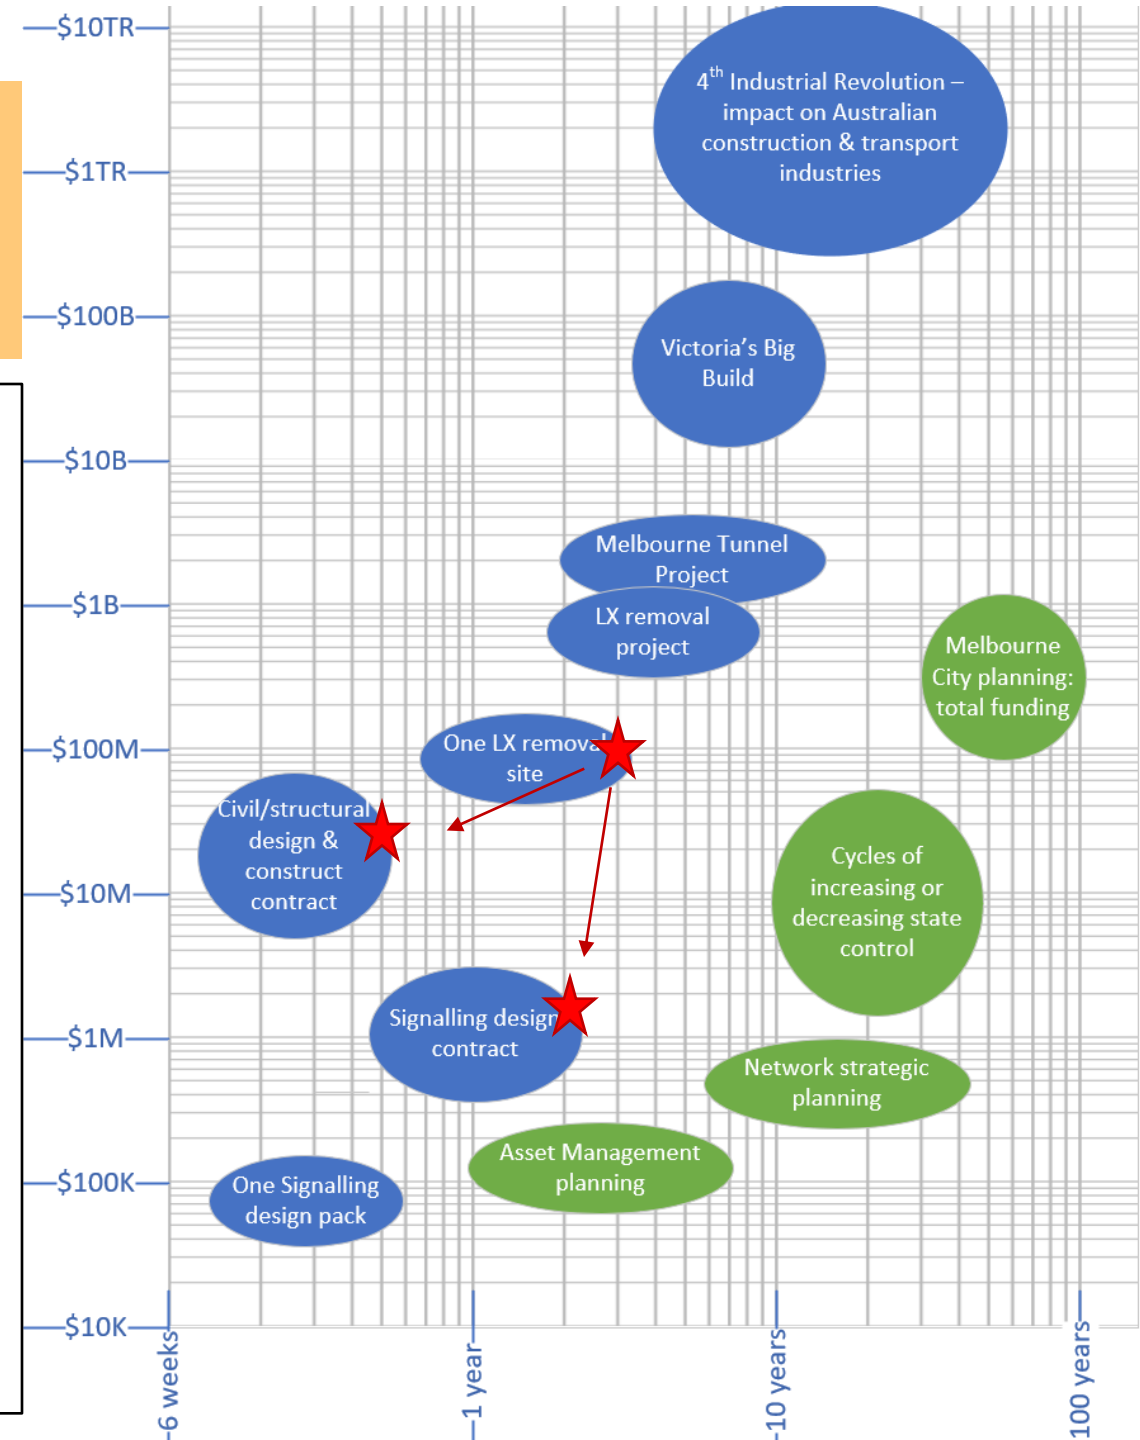 $10TR
4th Industrial Revolution –
impact on Australian
construction & transport
industries
$1TR
$100B
Victoria's Big
Build
$10B
Melbourne Tunnel
Project
$1B
LX removal
project
Melbourne
City planning:
total funding
$100M
One LX removal
site
Civil/structural
design &
construct
contract
Cycles of
increasing or
decreasing state
control
$10M
Signalling design
contract
$1M
Network strategic
planning
Asset Management
planning
$100K
One Signalling
design pack
$10K
6 weeks
1 year
10 years
100 years